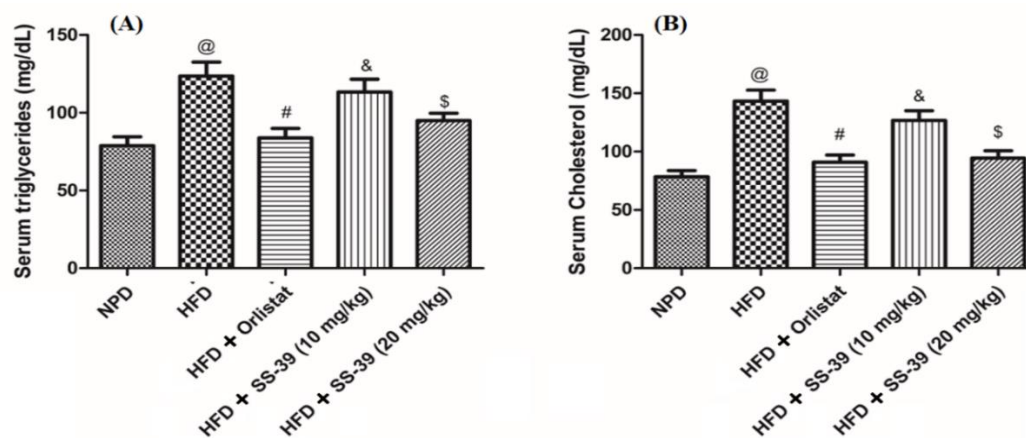 (A)
Serum triglycerides (mg/dL)
150
100
50
0
@
#
&
$
NPD
HFD
HFD + Orlistat
HFD + SS-39 (10 mg/kg)
HFD + SS-39 (20 mg/kg)
(B)
Serum Cholesterol (mg/dL)
200
150
100
50
0
@
#
&
$
NPD
HFD
HFD + Orlistat
HFD + SS-39 (10 mg/kg)
HFD + SS-39 (20 mg/kg)